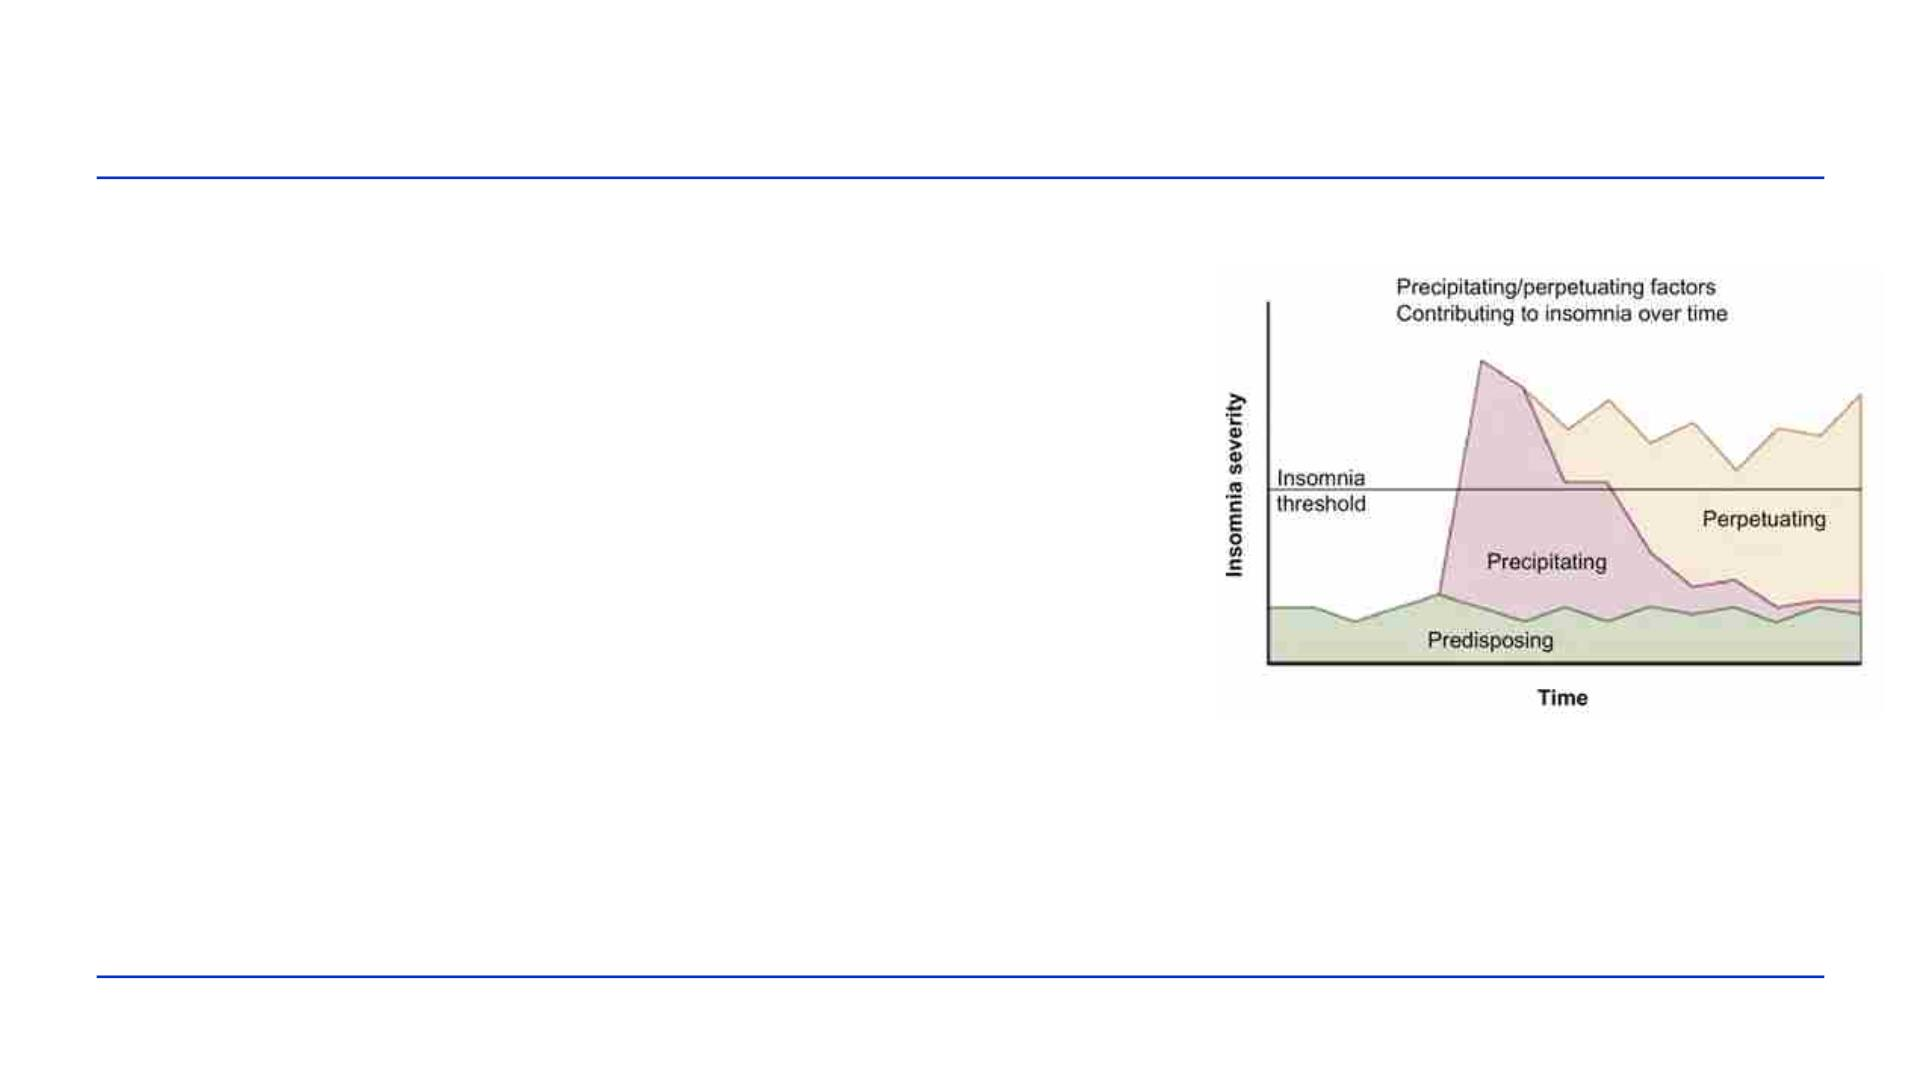 Precipitating/perpetuating factors
Contributing to insomnia over time
Insomnia severity
Insomnia
threshold
Perpetuating
Precipitating
Predisposing
Time